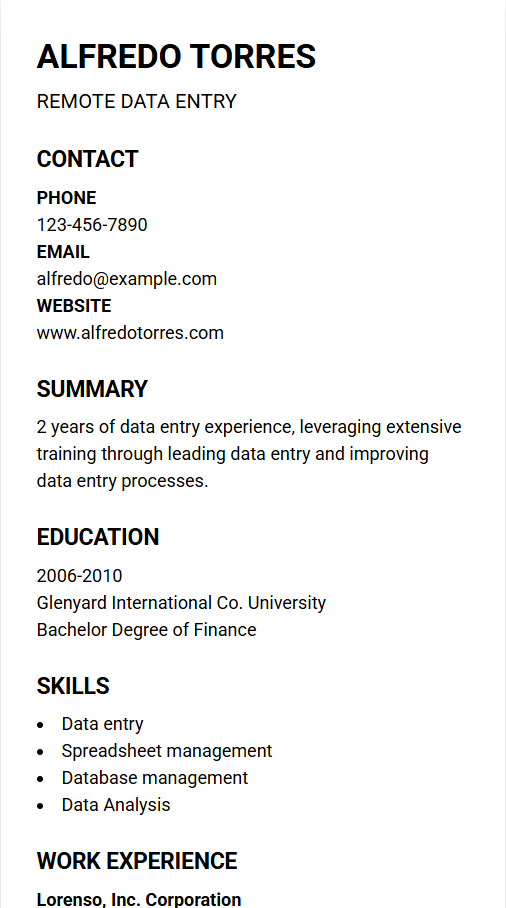 ALFREDO TORRES
REMOTE DATA ENTRY
CONTACT
PHONE
123-456-7890
EMAIL
alfredo@example.com
WEBSITE
www.alfredotorres.com
SUMMARY
2 years of data entry experience, leveraging extensive
training through leading data entry and improving
data entry processes.
EDUCATION
2006-2010
Glenyard International Co. University
Bachelor Degree of Finance
SKILLS
• Data entry
• Spreadsheet management
• Database management
• Data Analysis
WORK EXPERIENCE
Lorenso, Inc. Corporation